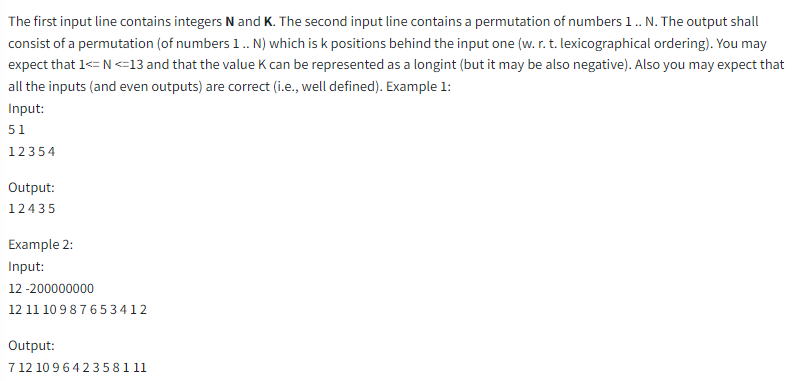 The first input line contains integers N and K. The second input line contains a permutation of numbers 1 .. N. The output shall
consist of a permutation (of numbers 1 .. N) which is k positions behind the input one (w. r. t. lexicographical ordering). You may
expect that 1<= N <=13 and that the value K can be represented as a longint (but it may be also negative). Also you may expect that
all the inputs (and even outputs) are correct (i.e., well defined). Example 1:
Input:
5 1
1 2 3 5 4
Output:
1 2 4 3 5
Example 2:
Input:
12 -200000000
12 11 10 9 8 7 6 5 3 4 1 2
Output:
7 12 10 9 6 4 2 3 5 8 1 11